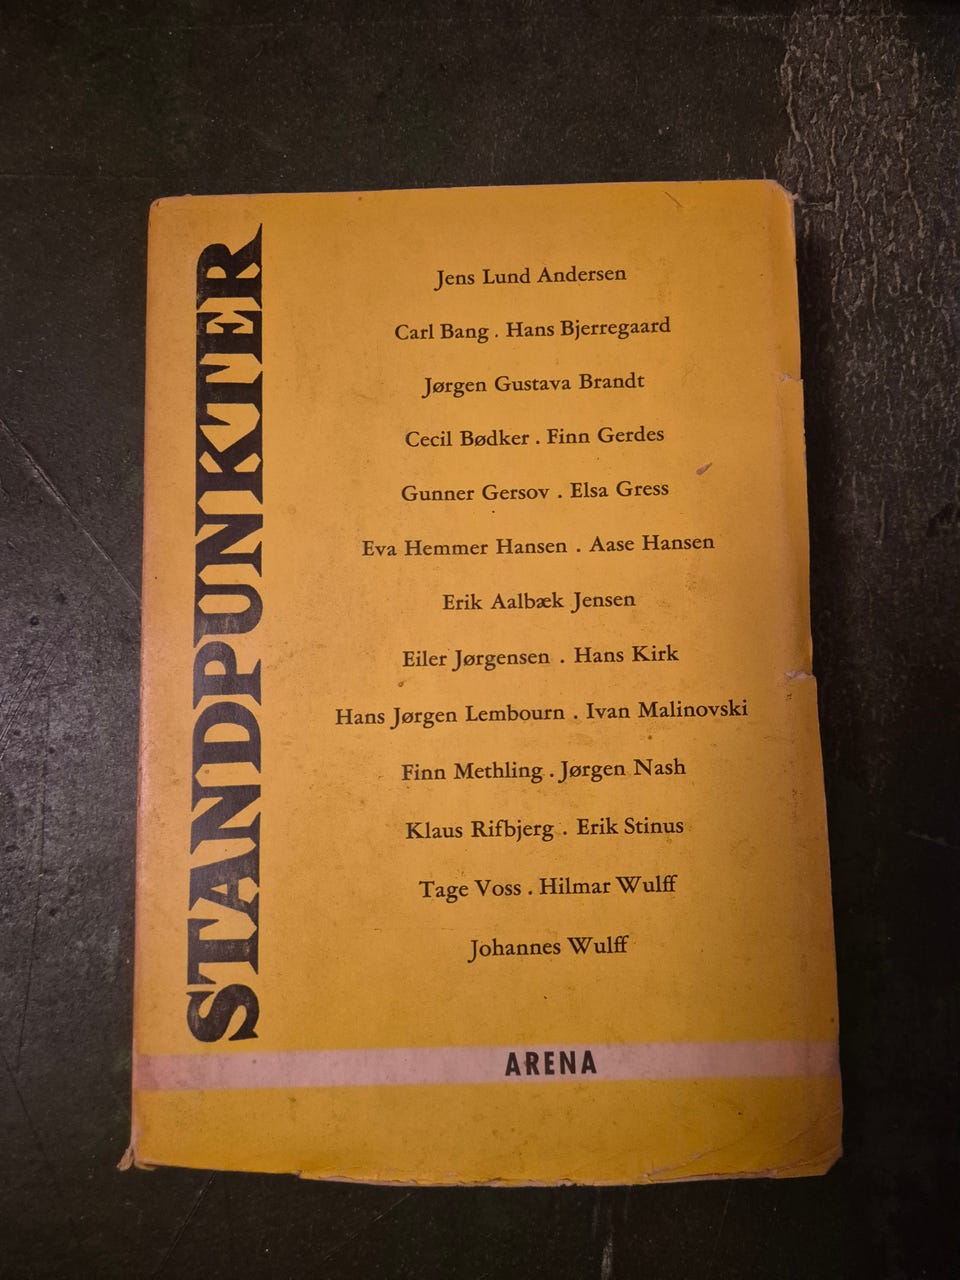 STANDPUNKTER
Jens Lund Andersen
Carl Bang . Hans Bjerregaard
Jørgen Gustava Brandt
Cecil Bødker . Finn Gerdes
Gunner Gersov . Elsa Gress
Eva Hemmer Hansen . Aase Hansen
Erik Aalbæk Jensen
Eiler Jørgensen . Hans Kirk
Hans Jørgen Lembourn . Ivan Malinovski
Finn Methling . Jørgen Nash
Klaus Rifbjerg . Erik Stinus
Tage Voss . Hilmar Wulff
Johannes Wulff
ARENA